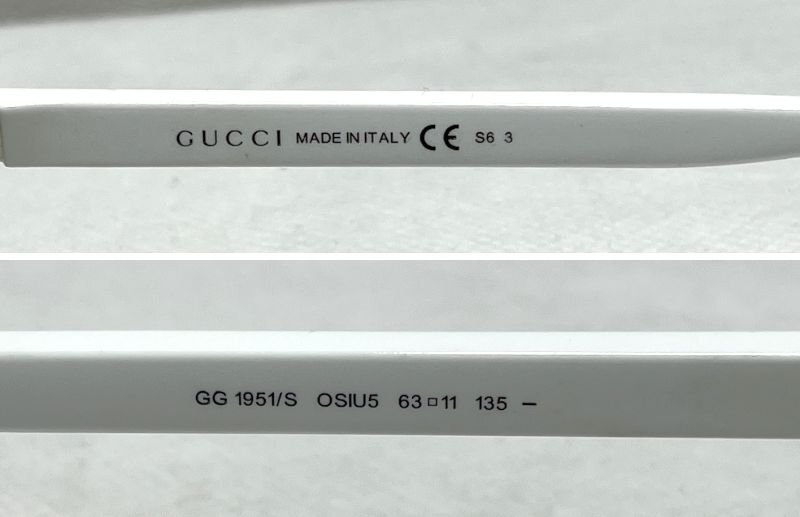 GUCCI MADE IN ITALY CE S6 3
GG 1951/S OSIU5 63□11 135 –